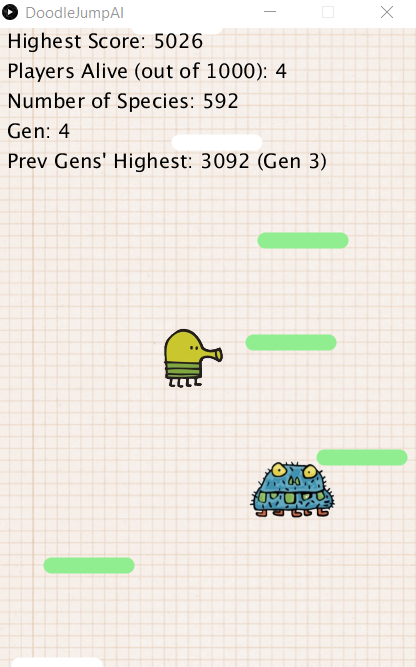 DoodleJumpAI
Highest Score: 5026
Players Alive (out of 1000): 4
Number of Species: 592
Gen: 4
Prev Gens' Highest: 3092 (Gen 3)